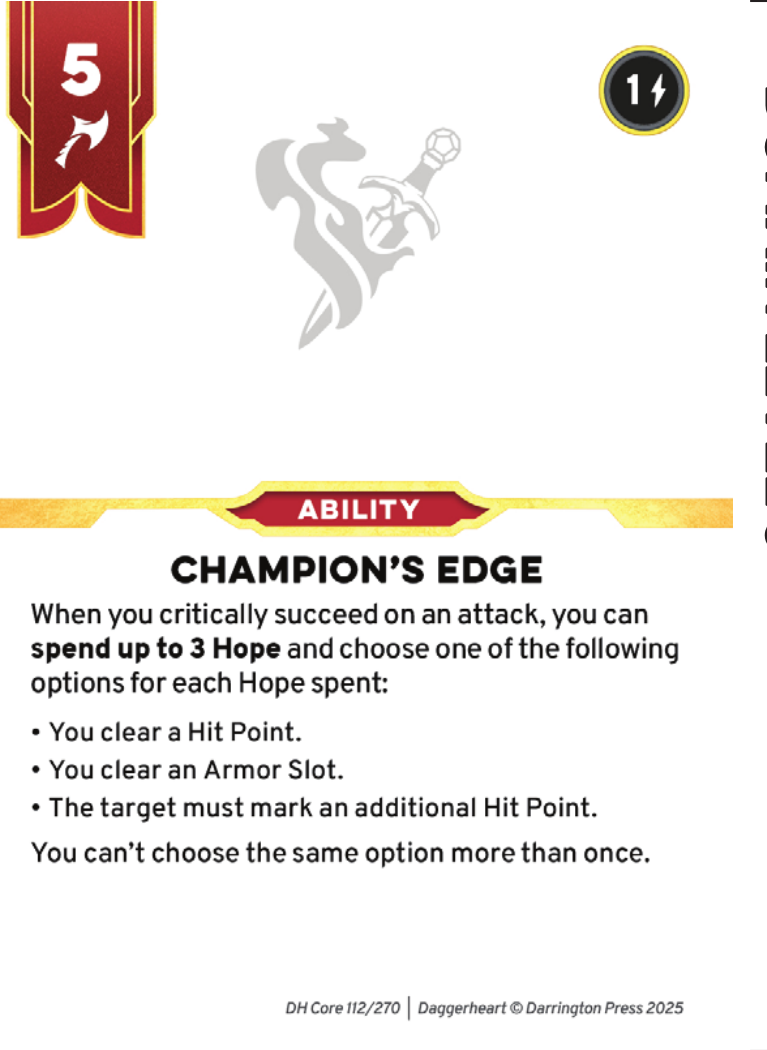 5
1
ABILITY
CHAMPION'S EDGE
When you critically succeed on an attack, you can
spend up to 3 Hope and choose one of the following
options for each Hope spent:
• You clear a Hit Point.
• You clear an Armor Slot.
• The target must mark an additional Hit Point.
You can't choose the same option more than once.
DH Core 112/270 | Daggerheart © Darrington Press 2025